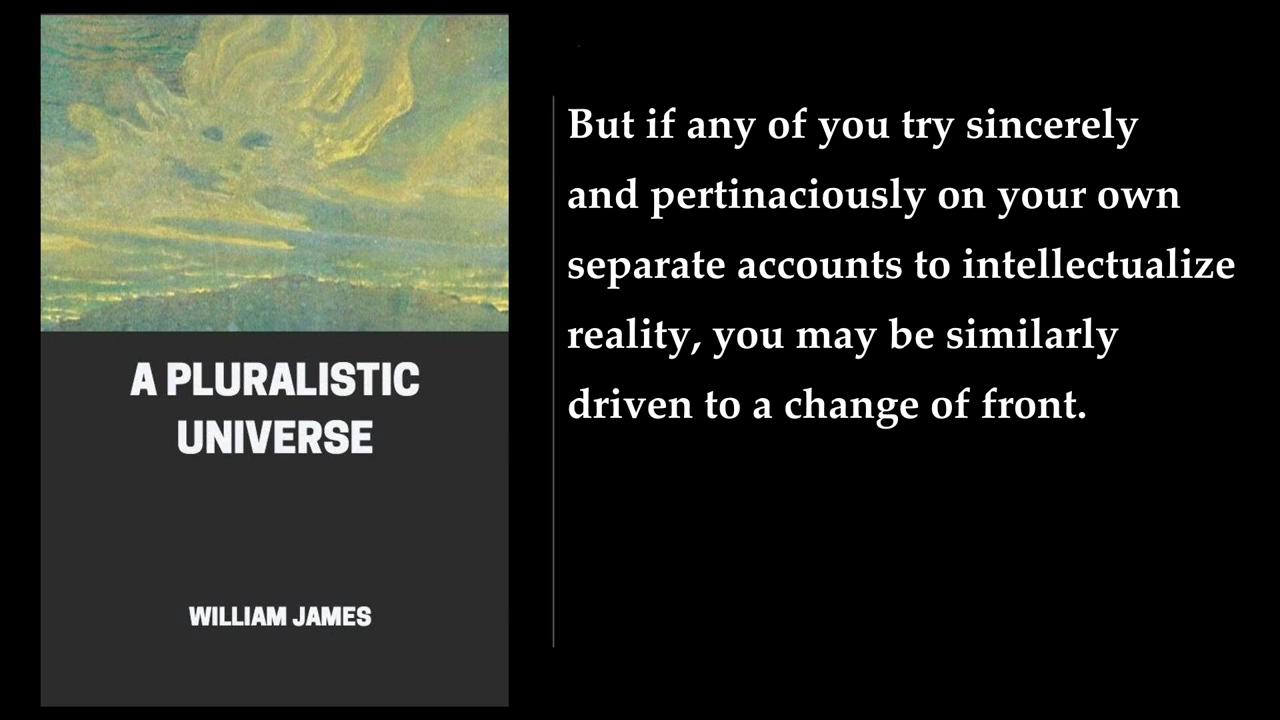 A PLURALISTIC
UNIVERSE
WILLIAM JAMES
But if any of you try sincerely
and pertinaciously on your own
separate accounts to intellectualize
reality, you may be similarly
driven to a change of front.